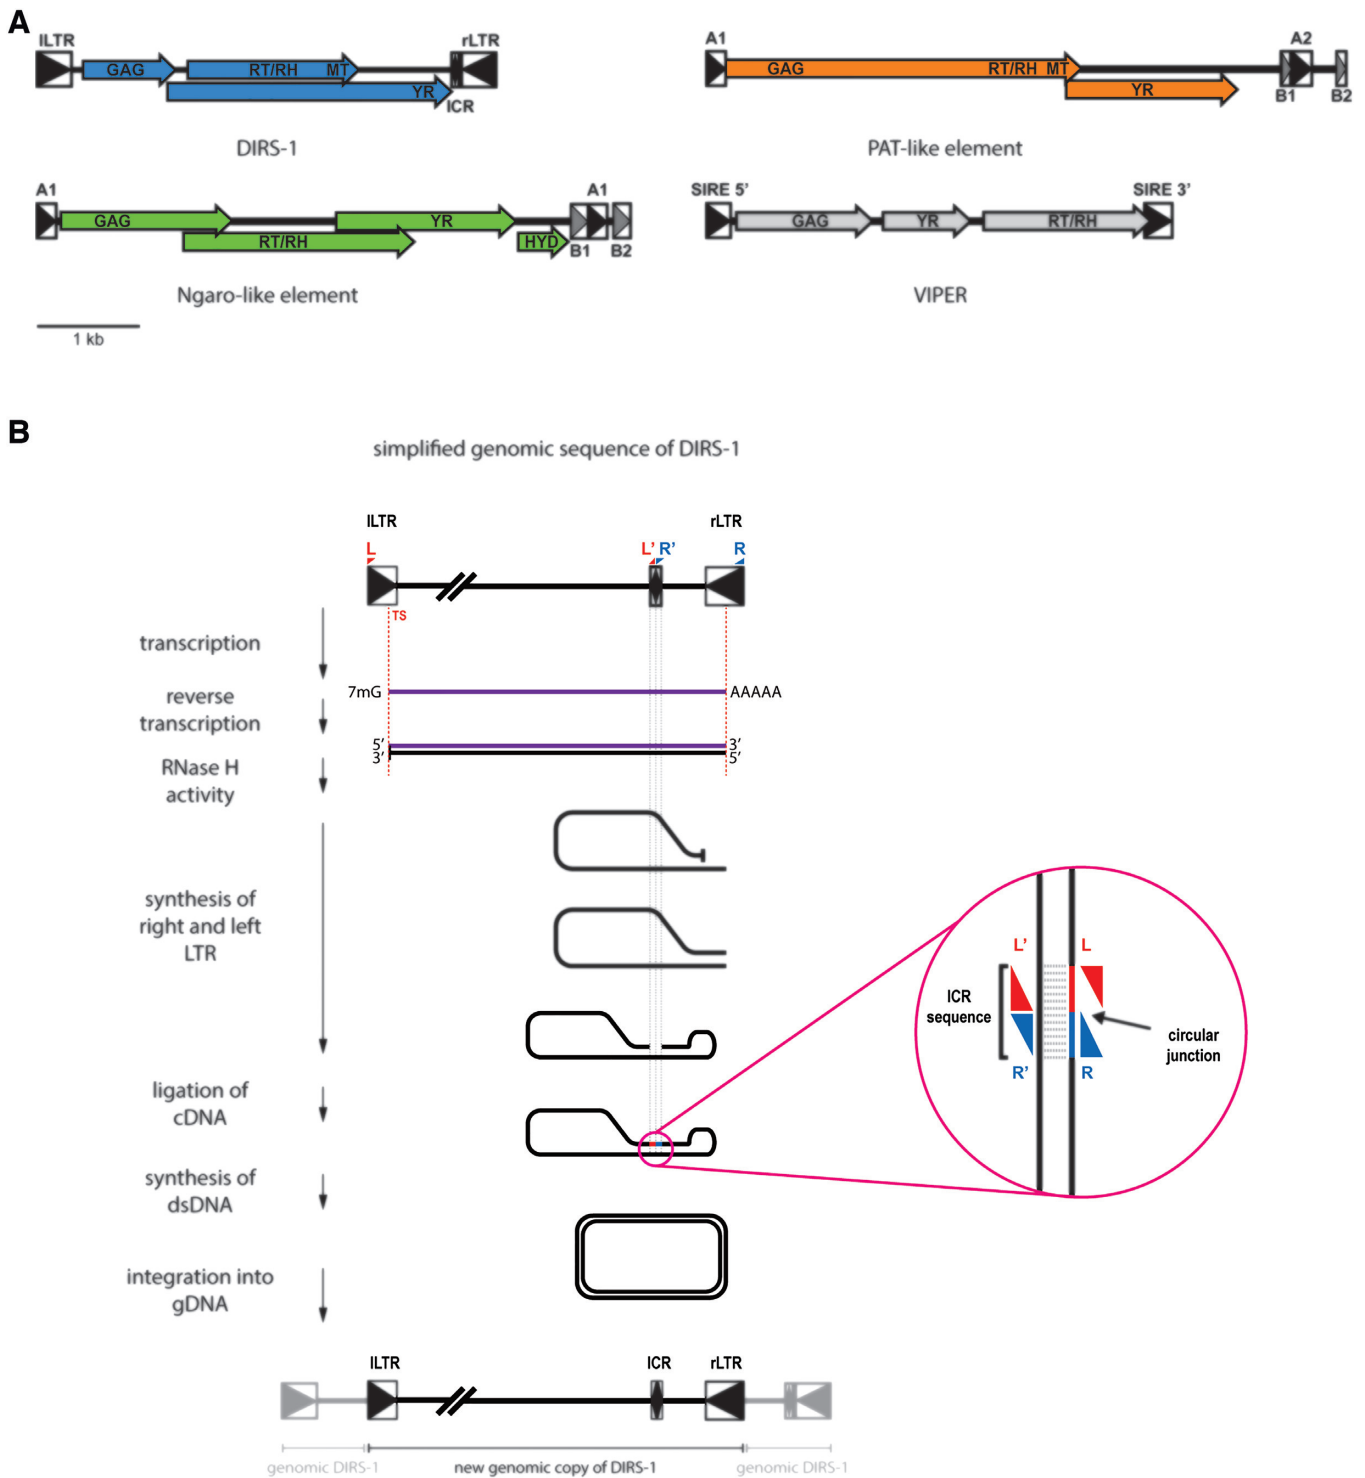 A
lLTR
rLTR
GAG
RT/RH
MT
YR
ICR
DIRS-1
A1
A2
GAG
RT/RH
MT
YR
B1
B2
PAT-like element
A1
A1
GAG
YR
RT/RH
HYD
B1
B2
Ngaro-like element
SIRE 5’
SIRE 3’
GAG
YR
RT/RH
VIPER
1 kb
B
simplified genomic sequence of DIRS-1
lLTR
rLTR
L
L’
R’
R
TS
transcription
7mG
AAAAA
reverse
transcription
5’
3’
3’
5’
RNase H
activity
synthesis of
right and left
LTR
L’
L
ICR
sequence
circular
junction
R’
R
ligation of
cDNA
synthesis of
dsDNA
integration into
gDNA
lLTR
ICR
rLTR
genomic DIRS-1
new genomic copy of DIRS-1
genomic DIRS-1